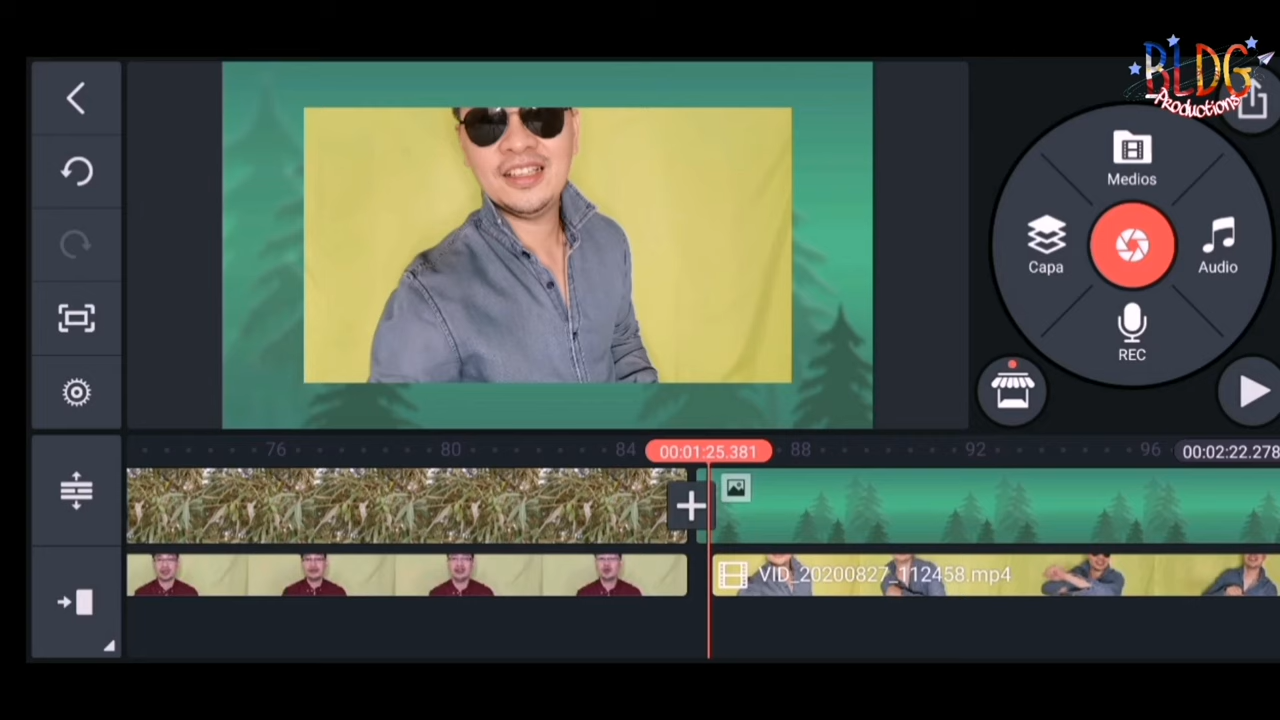 BLDG
Productions
Medios
Capa
Audio
REC
76
80
84
00:01:25.381
88
92
96
00:02:22.278
VID_20200827_112458.mp4